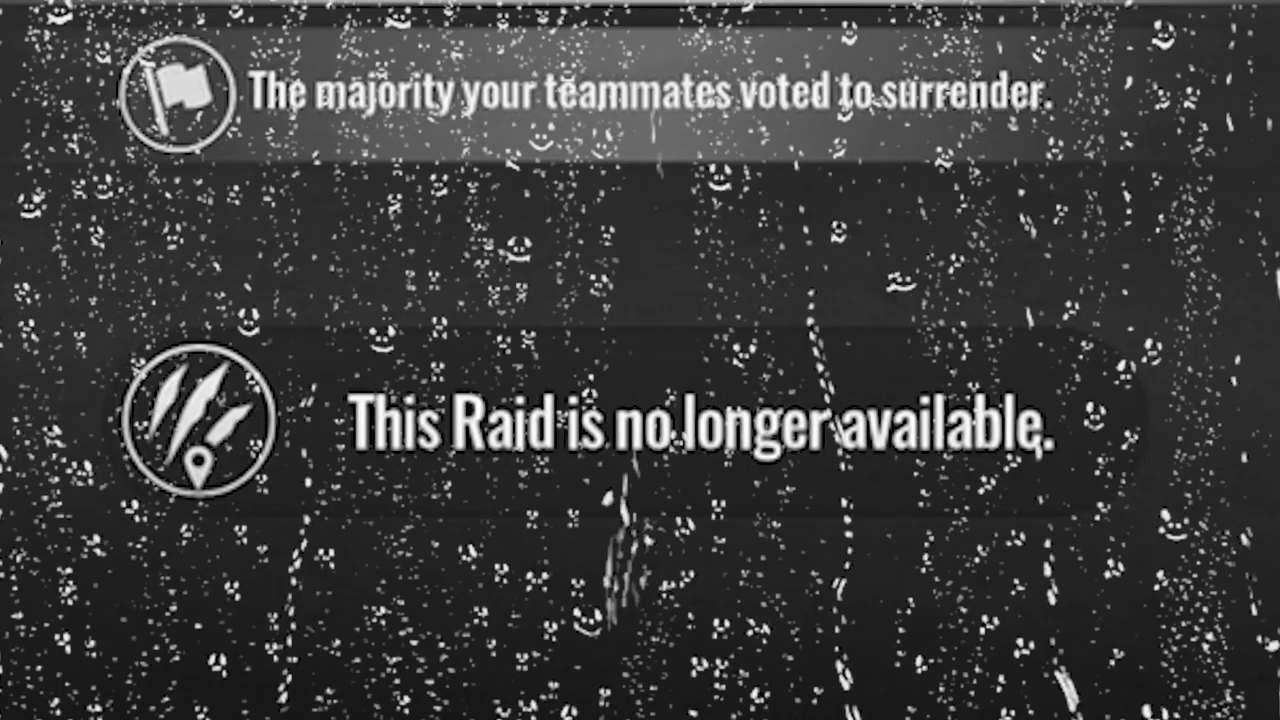 The majority your teammates voted to surrender.
This Raid is no longer available.